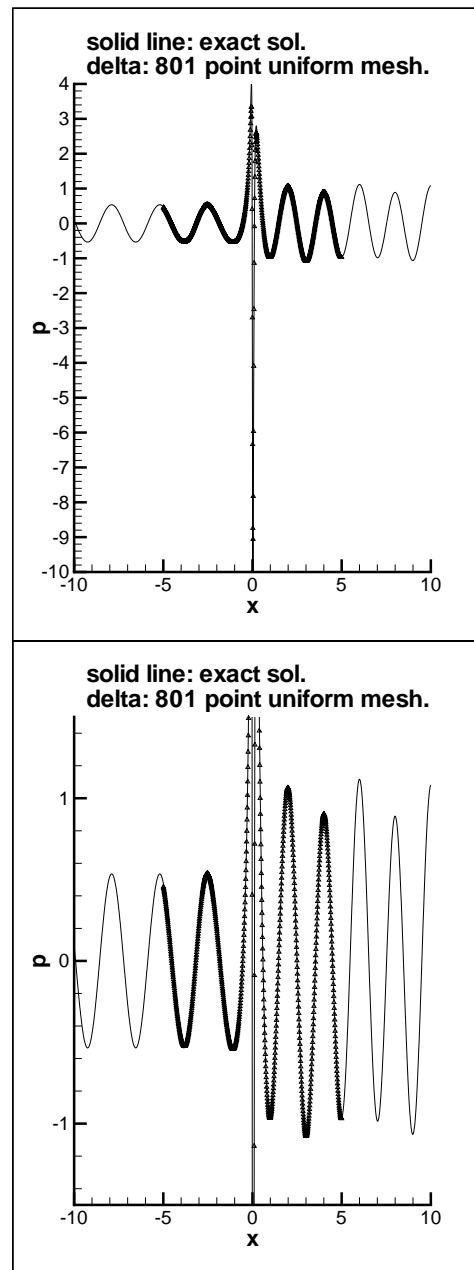 solid line: exact sol.
delta: 801 point uniform mesh.
4
3
2
1
0
-1
-2
-3
-4
-5
-6
-7
-8
-9
-10
p
-10 -5 0 5 10
x
solid line: exact sol.
delta: 801 point uniform mesh.
1
0
-1
p
-10 -5 0 5 10
x